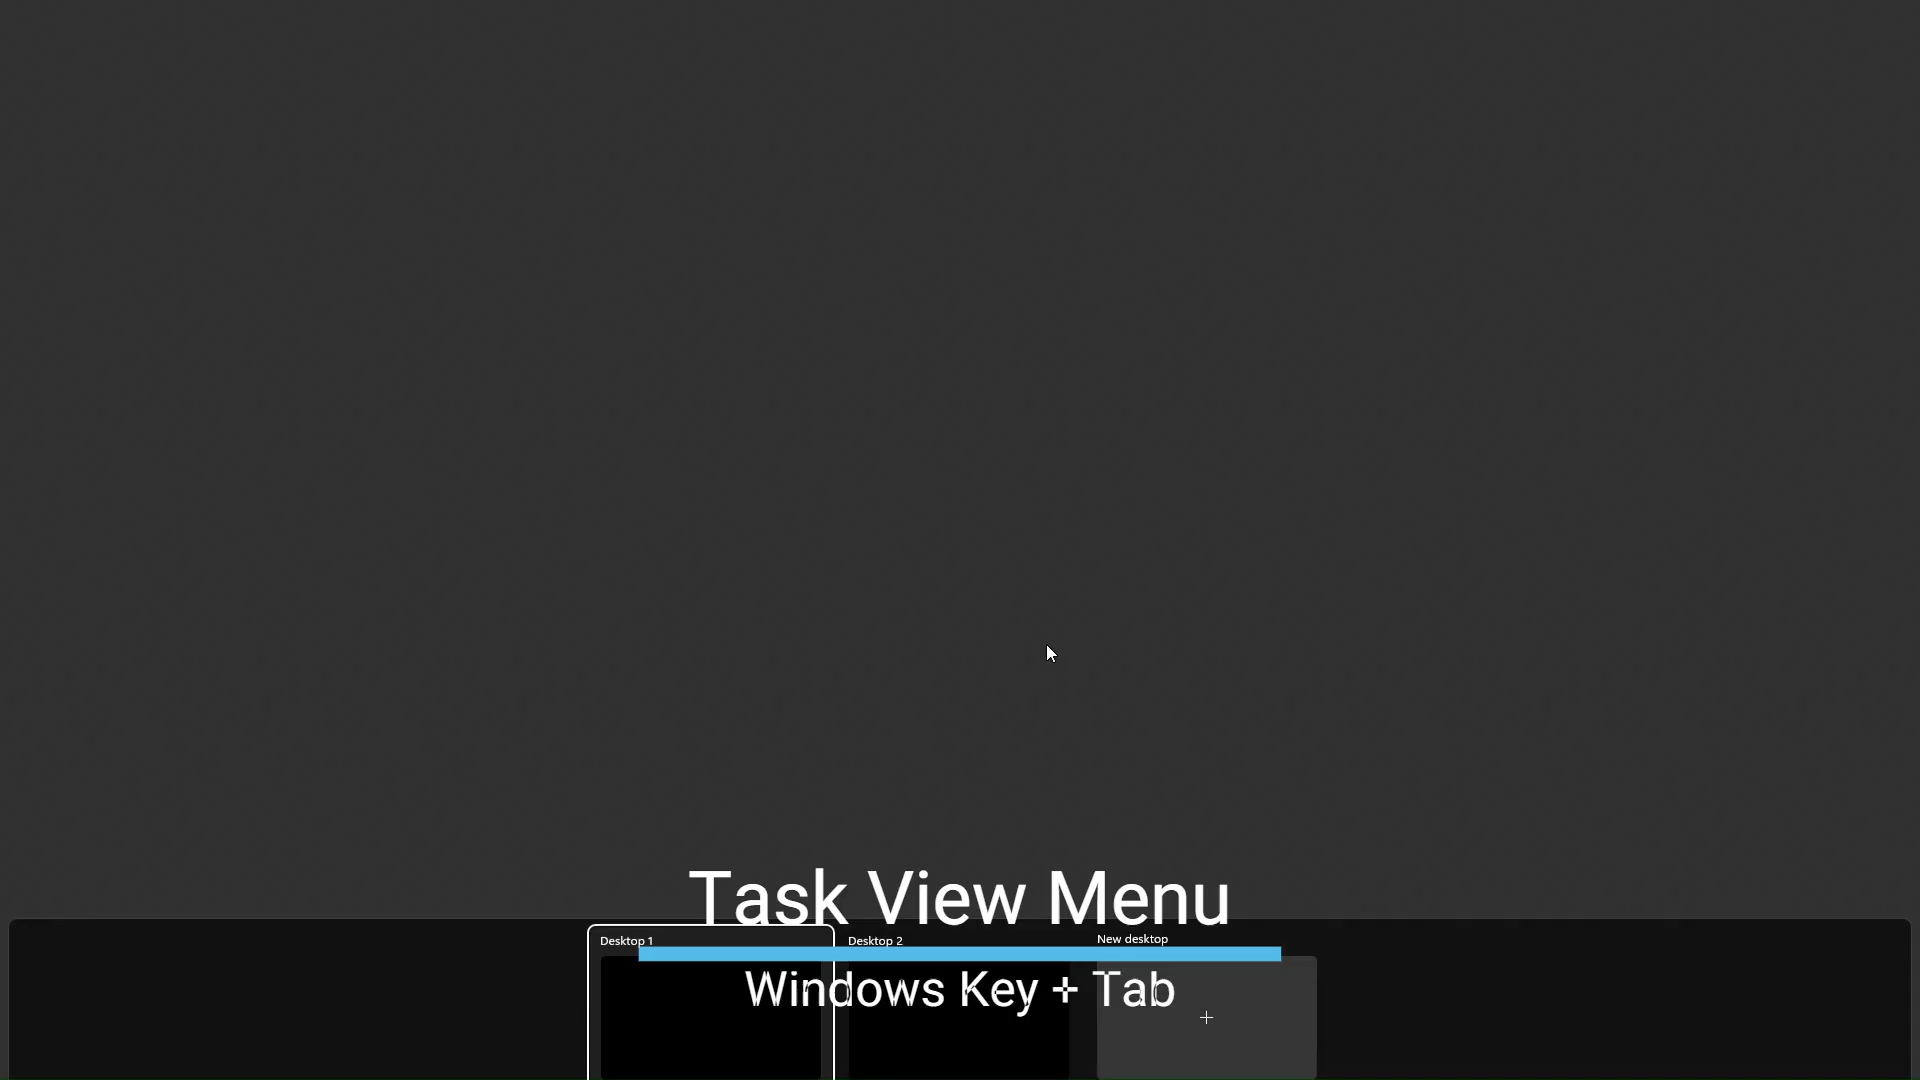 Task View Menu
Desktop 1
Desktop 2
New desktop
Windows Key + Tab